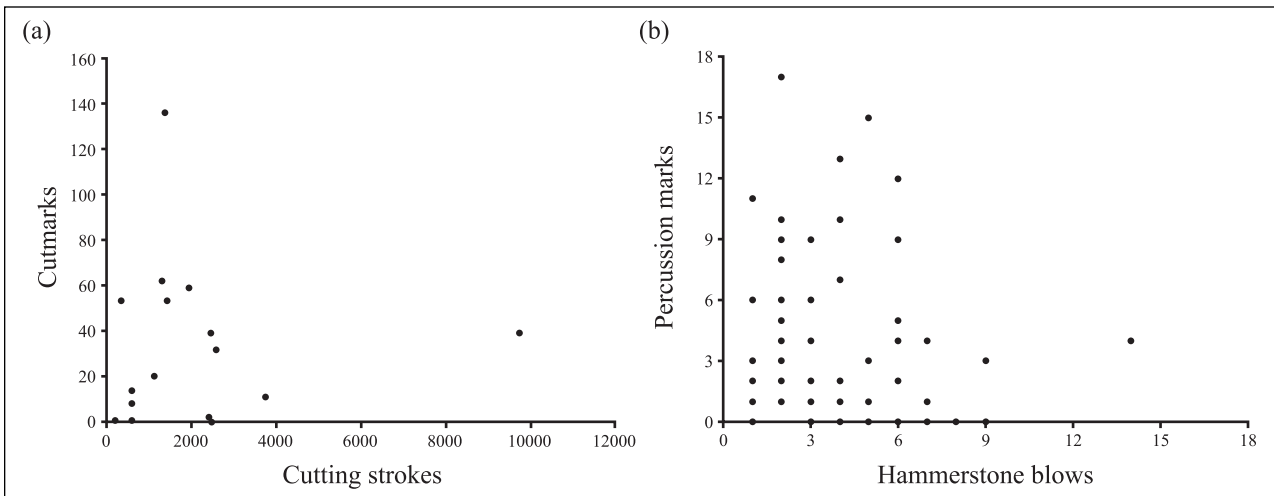 (a)
160
140
120
100
80
60
40
20
0
Cutmarks
0 2000 4000 6000 8000 10000 12000
Cutting strokes
(b)
18
15
12
9
6
3
0
Percussion marks
0 3 6 9 12 15 18
Hammerstone blows